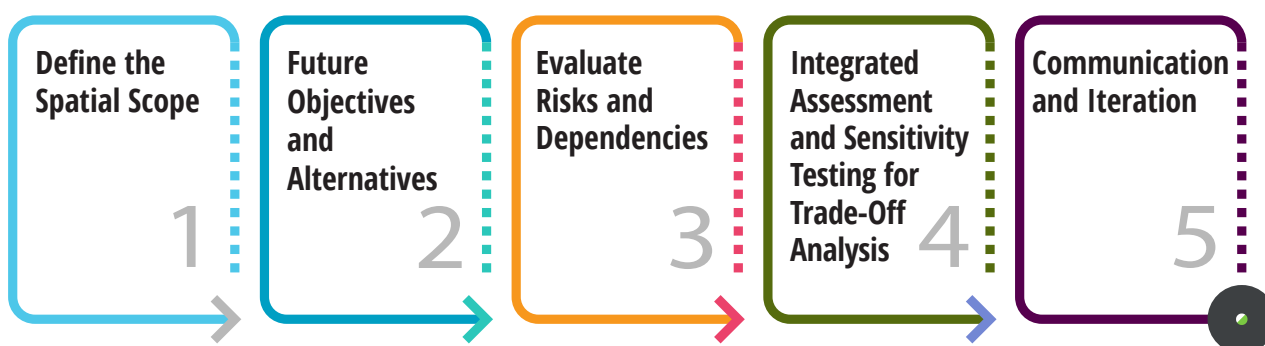 Define the
Spatial Scope
1
Future
Objectives
and
Alternatives
2
Evaluate
Risks and
Dependencies
3
Integrated
Assessment
and Sensitivity
Testing for
Trade-Off
Analysis
4
Communication
and Iteration
5